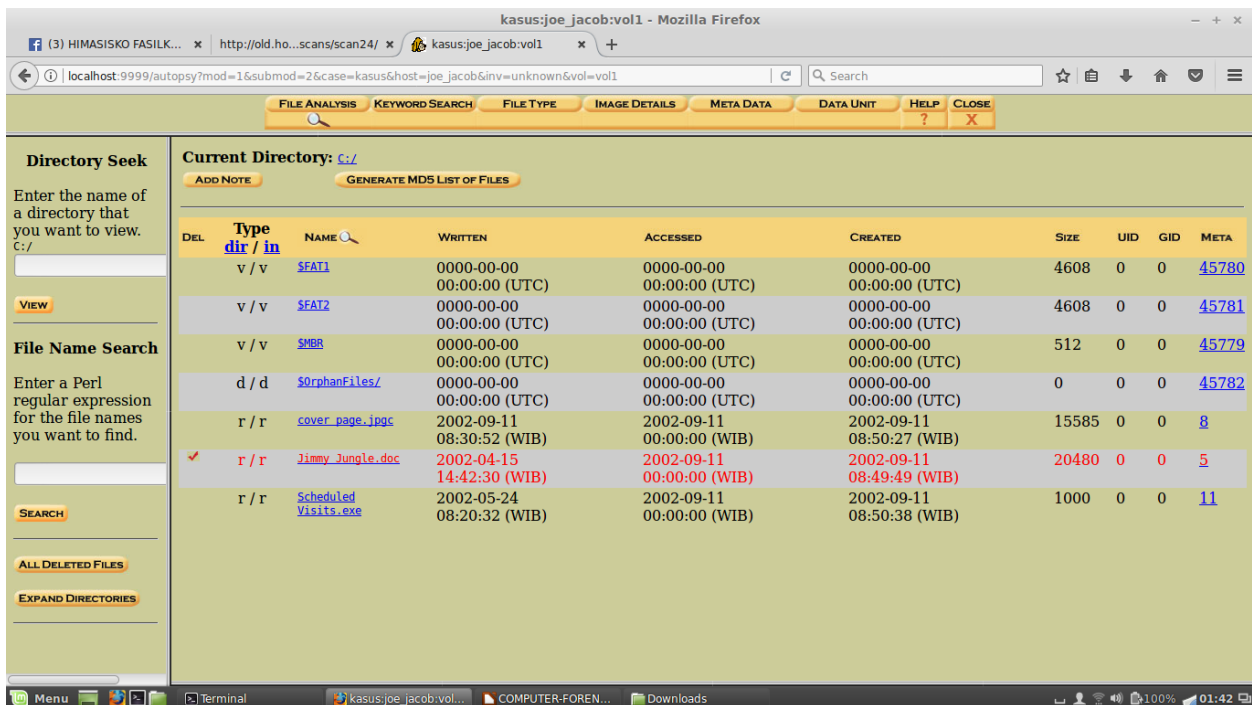 kasus:joe_jacob:vol1 - Mozilla Firefox
(3) HIMASISKO FASILK... × http://old.ho...scans/scan24/ × kasus:joe_jacob:vol1 × +
localhost:9999/autopsy?mod=1&submod=2&case=kasus&host=joe_jacob&inv=unknown&vol=vol1 Search
FILE ANALYSIS KEYWORD SEARCH FILE TYPE IMAGE DETAILS META DATA DATA UNIT HELP CLOSE
? X
Directory Seek
Enter the name of
a directory that
you want to view.
C:/
VIEW
File Name Search
Enter a Perl
regular expression
for the file names
you want to find.
SEARCH
ALL DELETED FILES
EXPAND DIRECTORIES
Current Directory: C:/
ADD NOTE GENERATE MD5 LIST OF FILES
DEL Type NAME WRITTEN ACCESSED CREATED SIZE UID GID META
dir / in
v / v $FAT1 0000-00-00 0000-00-00 0000-00-00 4608 0 0 45780
00:00:00 (UTC) 00:00:00 (UTC) 00:00:00 (UTC)
v / v $FAT2 0000-00-00 0000-00-00 0000-00-00 4608 0 0 45781
00:00:00 (UTC) 00:00:00 (UTC) 00:00:00 (UTC)
v / v $MBR 0000-00-00 0000-00-00 0000-00-00 512 0 0 45779
00:00:00 (UTC) 00:00:00 (UTC) 00:00:00 (UTC)
d / d $OrphanFiles/ 0000-00-00 0000-00-00 0000-00-00 0 0 0 45782
00:00:00 (UTC) 00:00:00 (UTC) 00:00:00 (UTC)
r / r cover page.jpgc 2002-09-11 2002-09-11 2002-09-11 15585 0 0 8
08:30:52 (WIB) 00:00:00 (WIB) 08:50:27 (WIB)
r / r Jimmy Jungle.doc 2002-04-15 2002-09-11 2002-09-11 20480 0 0 5
14:42:30 (WIB) 00:00:00 (WIB) 08:49:49 (WIB)
r / r Scheduled 2002-05-24 2002-09-11 2002-09-11 1000 0 0 11
Visits.exe 08:20:32 (WIB) 00:00:00 (WIB) 08:50:38 (WIB)
Menu Terminal kasus:joe_jacob:vol... COMPUTER-FOREN... Downloads 100% 01:42